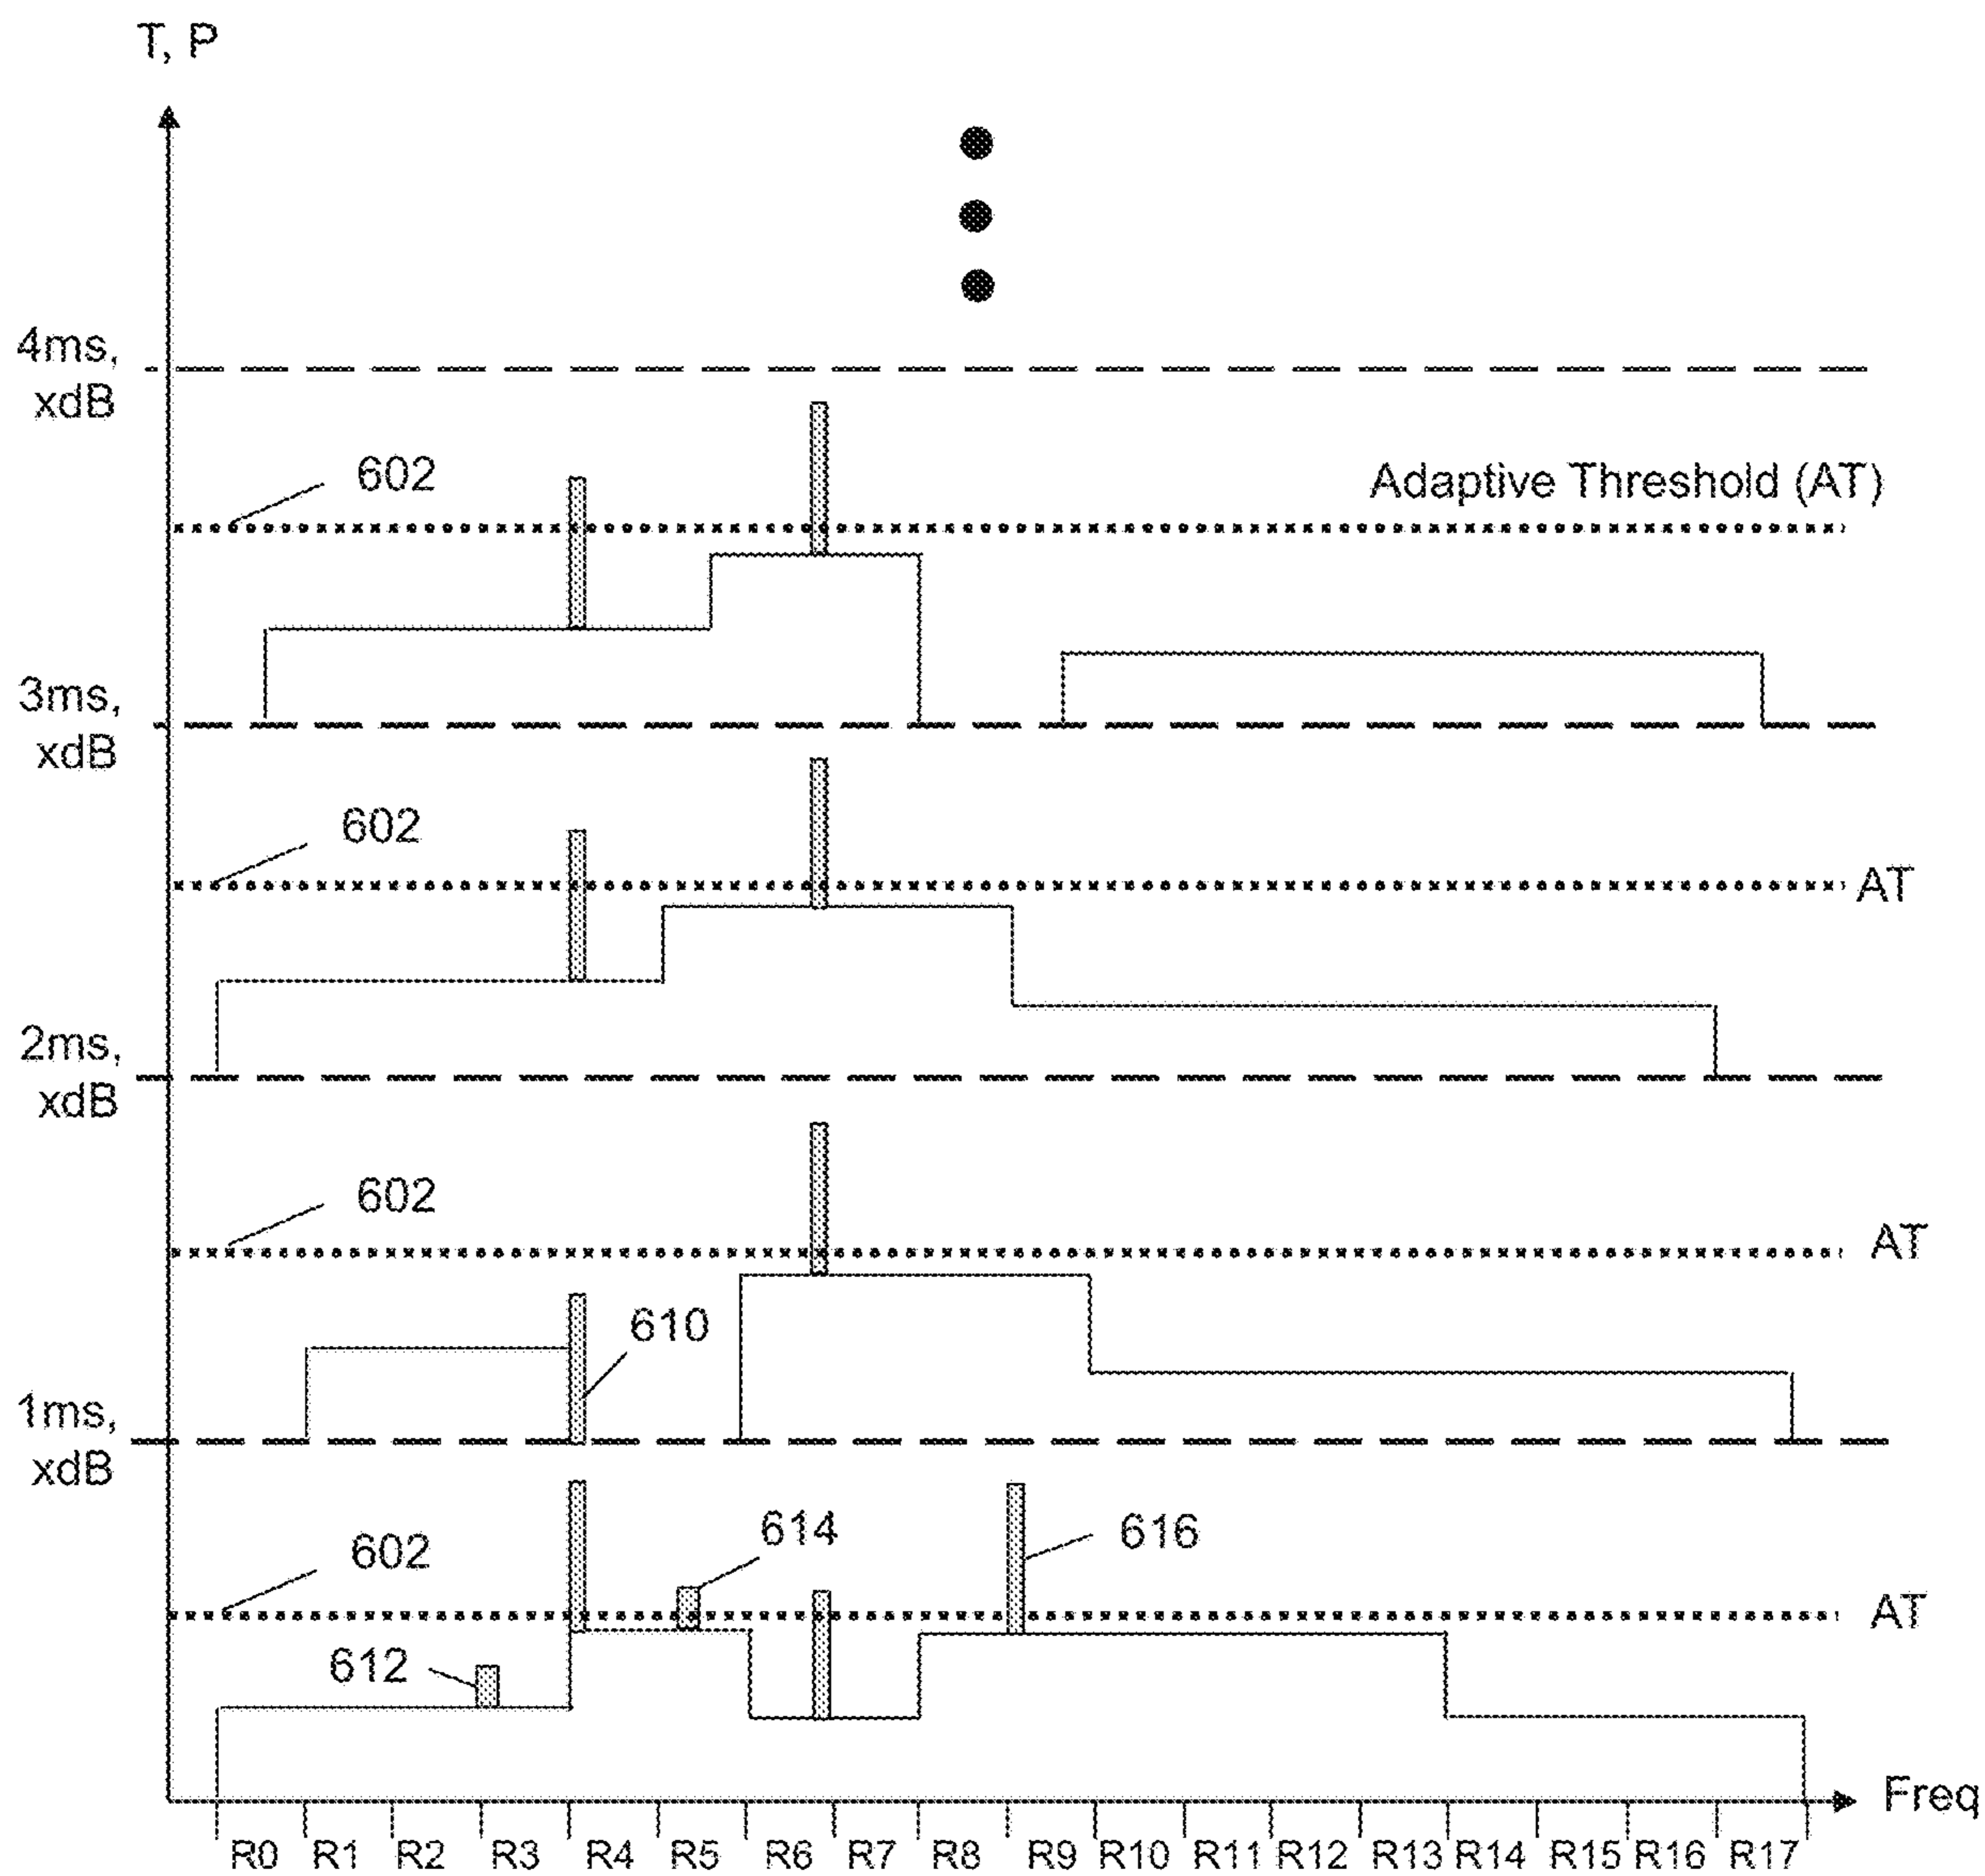 T, P
4ms,
xdB
602
Adaptive Threshold (AT)
3ms,
xdB
602
AT
2ms,
xdB
602
AT
610
1ms,
xdB
602
614
616
AT
612
Freq
R0 R1 R2 R3 R4 R5 R6 R7 R8 R9 R10 R11 R12 R13 R14 R15 R16 R17